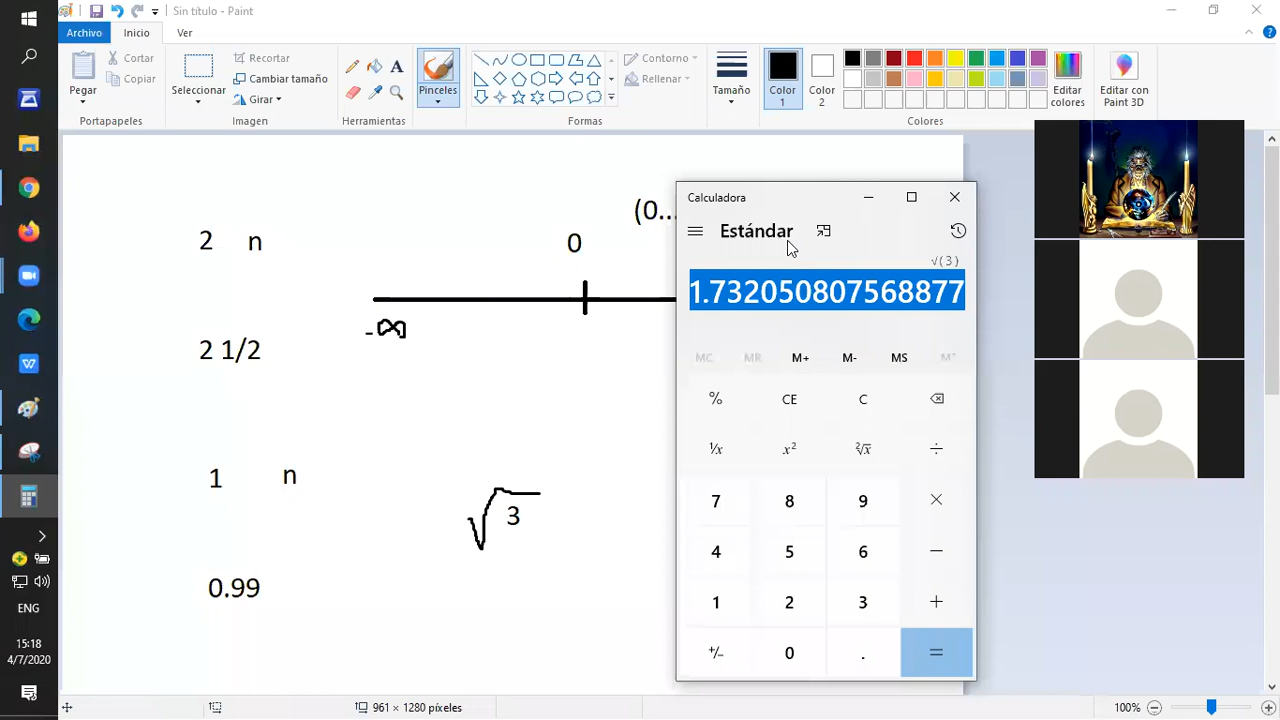 Sin título - Paint
Archivo Inicio Ver
Pegar
Cortar
Copiar
Portapapeles
Seleccionar
Recortar
Cambiar tamaño
Girar
Imagen
A
Herramientas
Pinceles
Contorno
Rellenar
Formas
Tamaño
Color 1
Color 2
Editar colores
Colores
Editar con Paint 3D
2 n
0
(0...
-∞
2 1/2
1 n
√3
0.99
Calculadora
Estándar
√(3)
1.732050807568877
MC MR M+ M- MS M˅
% CE C
¹/x x² ²√x ÷
7 8 9 ×
4 5 6 −
1 2 3 +
+/- 0 . =
ENG
15:18
4/7/2020
961 × 1280 píxeles
100%